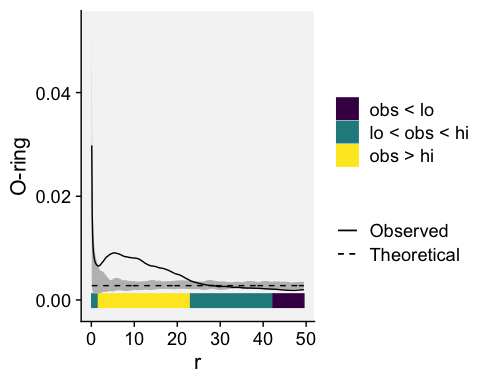 O-ring
0.04
0.02
0.00
0 10 20 30 40 50
r
obs < lo
lo < obs < hi
obs > hi
Observed
Theoretical